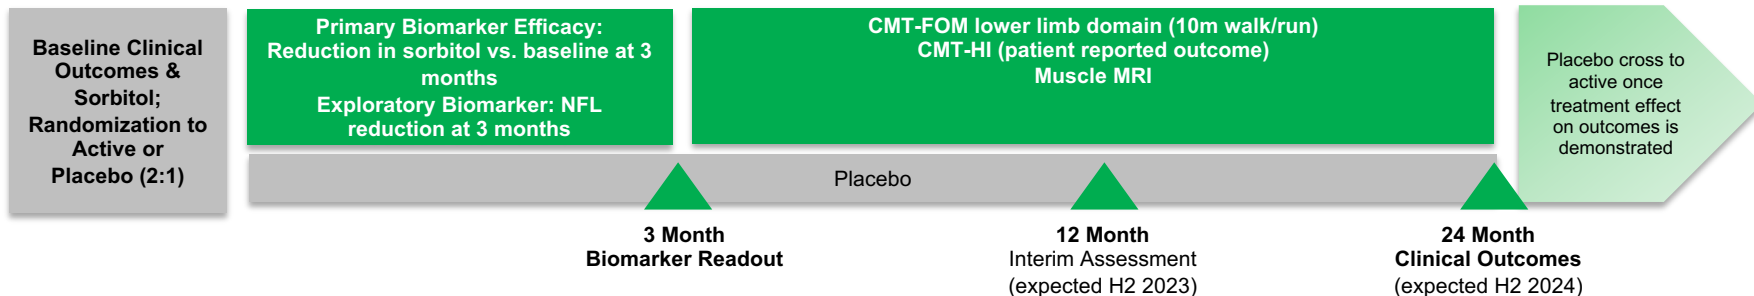 Baseline Clinical
Outcomes &
Sorbitol;
Randomization to
Active or
Placebo (2:1)
Primary Biomarker Efficacy:
Reduction in sorbitol vs. baseline at 3
months
Exploratory Biomarker: NFL
reduction at 3 months
CMT-FOM lower limb domain (10m walk/run)
CMT-HI (patient reported outcome)
Muscle MRI
Placebo cross to
active once
treatment effect
on outcomes is
demonstrated
Placebo
3 Month
Biomarker Readout
12 Month
Interim Assessment
(expected H2 2023)
24 Month
Clinical Outcomes
(expected H2 2024)